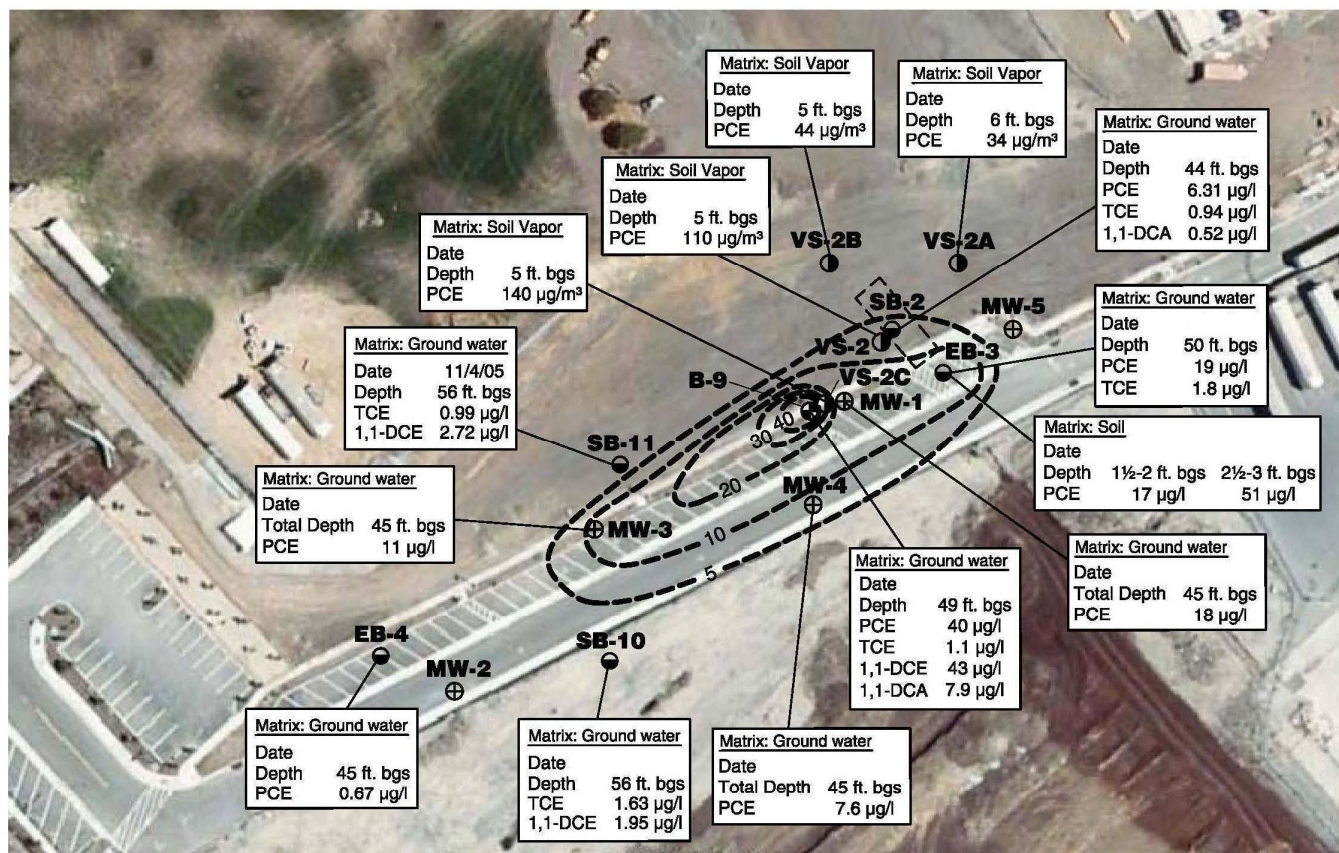 Matrix: Soil Vapor
Date
Depth 5 ft. bgs
PCE 44 µg/m³
Matrix: Soil Vapor
Date
Depth 6 ft. bgs
PCE 34 µg/m³
Matrix: Ground water
Date
Depth 44 ft. bgs
PCE 6.31 µg/l
TCE 0.94 µg/l
1,1-DCA 0.52 µg/l
Matrix: Soil Vapor
Date
Depth 5 ft. bgs
PCE 110 µg/m³
Matrix: Soil Vapor
Date
Depth 5 ft. bgs
PCE 140 µg/m³
VS-2B
VS-2A
SB-2
MW-5
VS-2
EB-3
Matrix: Ground water
Date
Depth 50 ft. bgs
PCE 19 µg/l
TCE 1.8 µg/l
Matrix: Ground water
Date 11/4/05
Depth 56 ft. bgs
TCE 0.99 µg/l
1,1-DCE 2.72 µg/l
B-9
VS-2C
MW-1
40
30
20
10
5
Matrix: Soil
Date
Depth 1½-2 ft. bgs 2½-3 ft. bgs
PCE 17 µg/l 51 µg/l
SB-11
MW-4
MW-3
Matrix: Ground water
Date
Total Depth 45 ft. bgs
PCE 11 µg/l
Matrix: Ground water
Date
Total Depth 45 ft. bgs
PCE 18 µg/l
Matrix: Ground water
Date
Depth 49 ft. bgs
PCE 40 µg/l
TCE 1.1 µg/l
1,1-DCE 43 µg/l
1,1-DCA 7.9 µg/l
EB-4
MW-2
SB-10
Matrix: Ground water
Date
Depth 45 ft. bgs
PCE 0.67 µg/l
Matrix: Ground water
Date
Depth 56 ft. bgs
TCE 1.63 µg/l
1,1-DCE 1.95 µg/l
Matrix: Ground water
Date
Total Depth 45 ft. bgs
PCE 7.6 µg/l